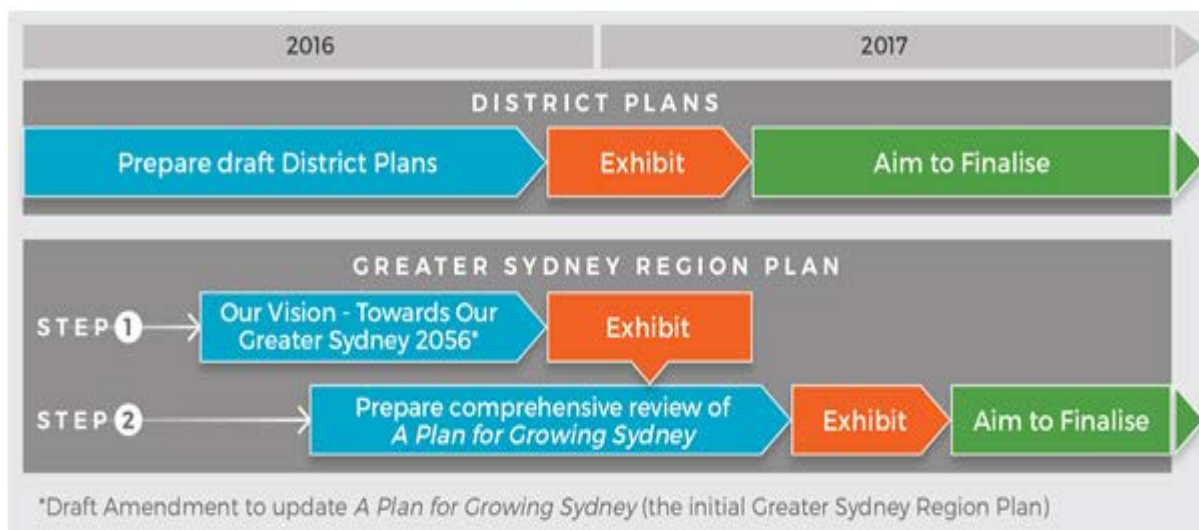 2016 2017
DISTRICT PLANS
Prepare draft District Plans Exhibit Aim to Finalise
GREATER SYDNEY REGION PLAN
STEP 1 Our Vision - Towards Our
Greater Sydney 2056* Exhibit
STEP 2 Prepare comprehensive review of
A Plan for Growing Sydney Exhibit Aim to Finalise
*Draft Amendment to update A Plan for Growing Sydney (the initial Greater Sydney Region Plan)